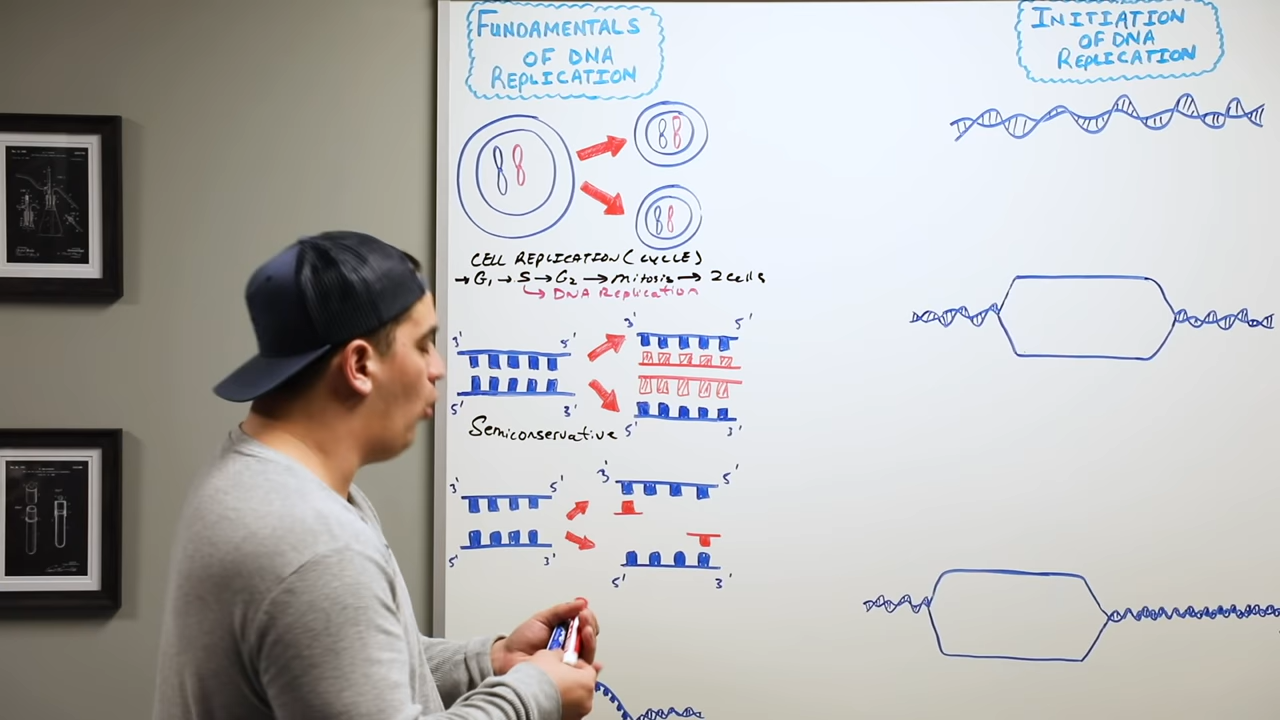 FUNDAMENTALS
OF DNA
REPLICATION
CELL REPLICATION (CYCLE)
→ G₁ → S → G₂ → mitosis → 2 cells
↳ DNA Replication
3' 5'
5' 3'
3' 5'
5' 3'
Semiconservative
3' 5'
5' 3'
3' 5'
5' 3'
INITIATION
OF DNA
REPLICATION